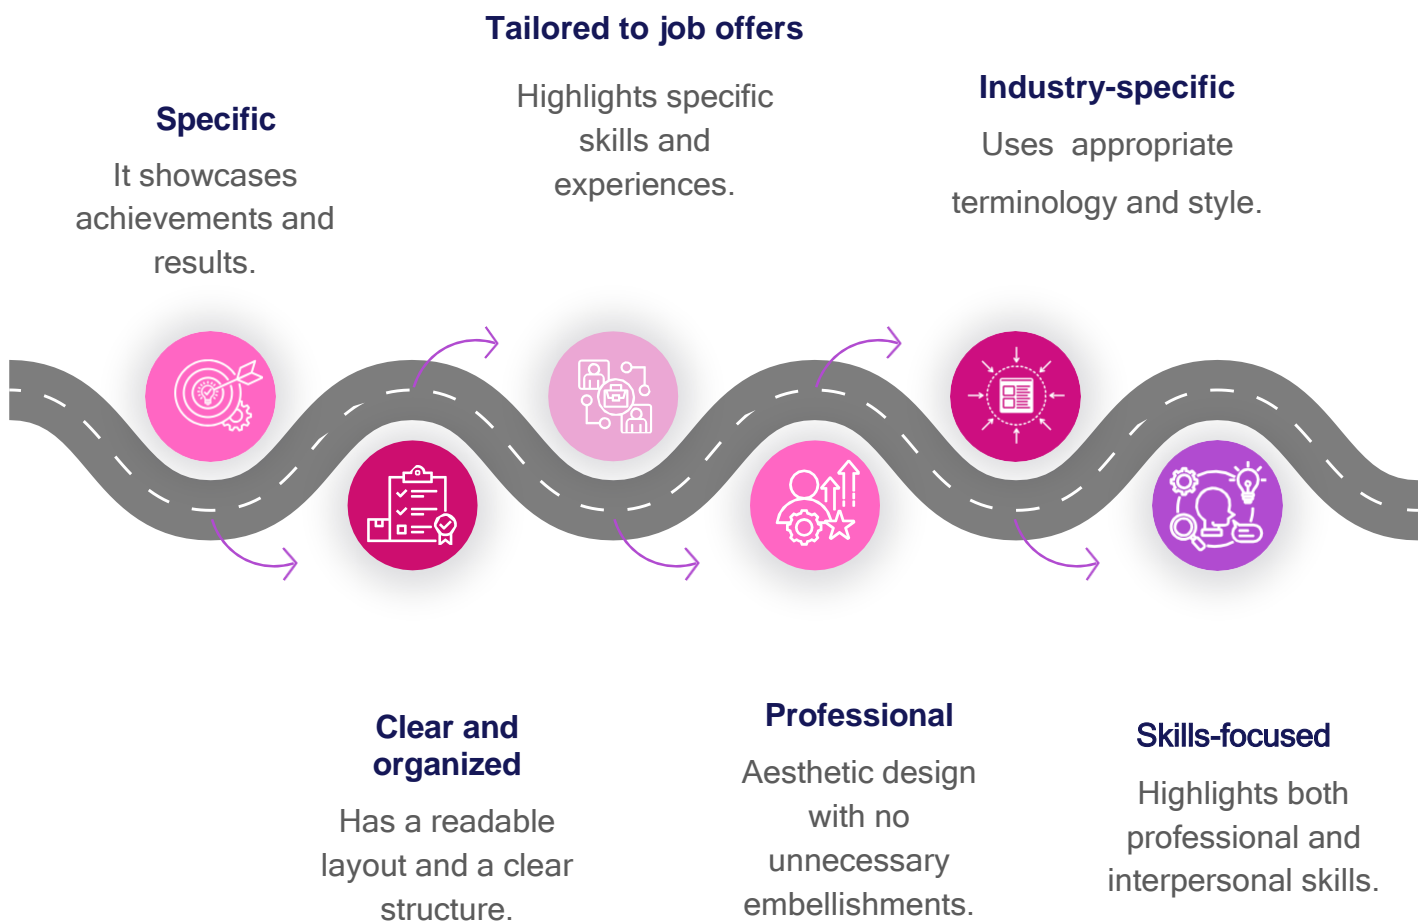 Specific
It showcases
achievements and
results.
Clear and
organized
Has a readable
layout and a clear
structure.
Tailored to job offers
Highlights specific
skills and
experiences.
Professional
Aesthetic design
with no
unnecessary
embellishments.
Industry-specific
Uses appropriate
terminology and style.
Skills-focused
Highlights both
professional and
interpersonal skills.